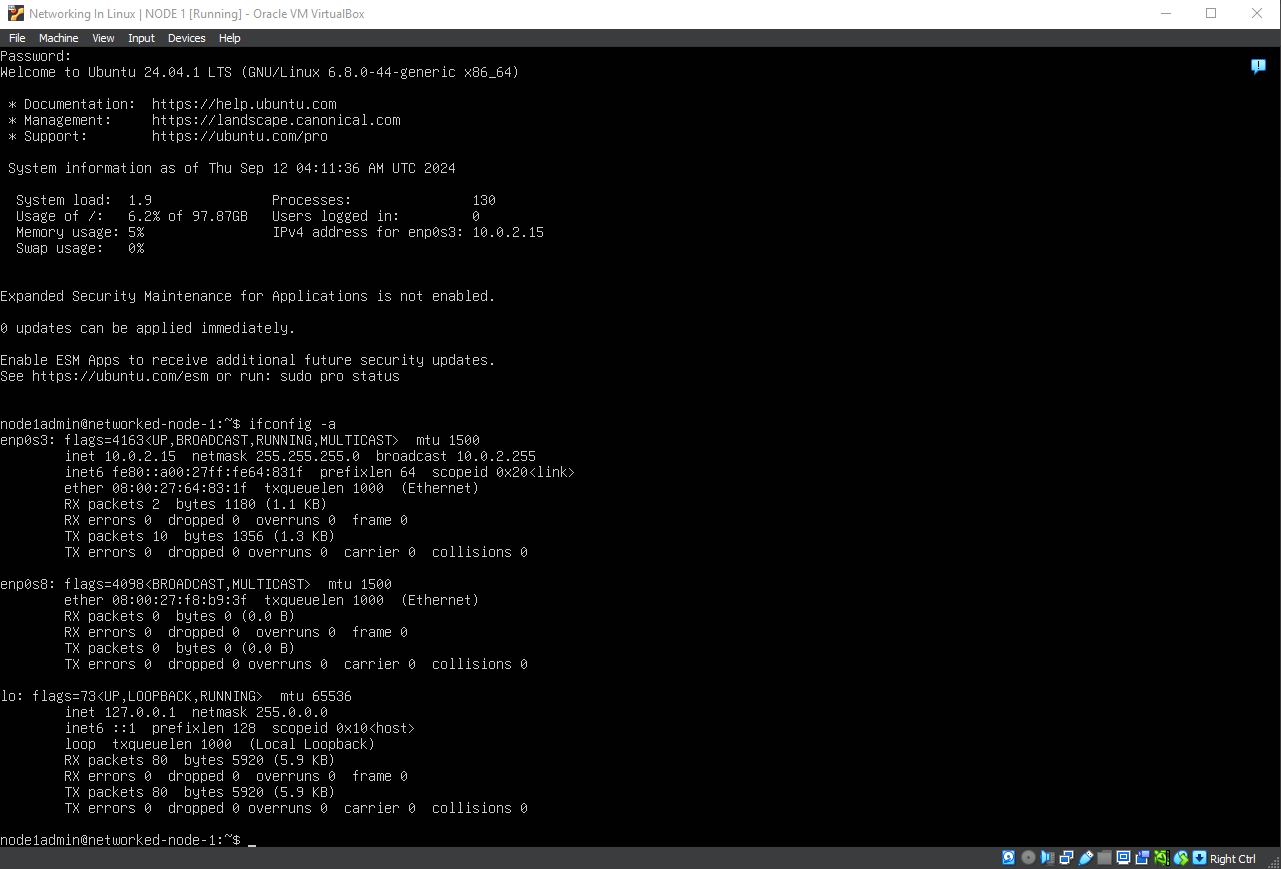 Networking In Linux | NODE 1 [Running] - Oracle VM VirtualBox
File Machine View Input Devices Help
Password:
Welcome to Ubuntu 24.04.1 LTS (GNU/Linux 6.8.0-44-generic x86_64)
* Documentation:  https://help.ubuntu.com
* Management:     https://landscape.canonical.com
* Support:        https://ubuntu.com/pro
System information as of Thu Sep 12 04:11:36 AM UTC 2024
System load:  1.9                Processes:               130
Usage of /:   6.2% of 97.87GB   Users logged in:         0
Memory usage: 5%                IPv4 address for enp0s3: 10.0.2.15
Swap usage:   0%
Expanded Security Maintenance for Applications is not enabled.
0 updates can be applied immediately.
Enable ESM Apps to receive additional future security updates.
See https://ubuntu.com/esm or run: sudo pro status
node1admin@networked-node-1:~$ ifconfig -a
enp0s3: flags=4163<UP,BROADCAST,RUNNING,MULTICAST>  mtu 1500
inet 10.0.2.15  netmask 255.255.255.0  broadcast 10.0.2.255
inet6 fe80::a00:27ff:fe64:831f  prefixlen 64  scopeid 0x20<link>
ether 08:00:27:64:83:1f  txqueuelen 1000  (Ethernet)
RX packets 2  bytes 1180 (1.1 KB)
RX errors 0  dropped 0  overruns 0  frame 0
TX packets 10  bytes 1356 (1.3 KB)
TX errors 0  dropped 0 overruns 0  carrier 0  collisions 0
enp0s8: flags=4098<BROADCAST,MULTICAST>  mtu 1500
ether 08:00:27:f8:b9:3f  txqueuelen 1000  (Ethernet)
RX packets 0  bytes 0 (0.0 B)
RX errors 0  dropped 0  overruns 0  frame 0
TX packets 0  bytes 0 (0.0 B)
TX errors 0  dropped 0 overruns 0  carrier 0  collisions 0
lo: flags=73<UP,LOOPBACK,RUNNING>  mtu 65536
inet 127.0.0.1  netmask 255.0.0.0
inet6 ::1  prefixlen 128  scopeid 0x10<host>
loop  txqueuelen 1000  (Local Loopback)
RX packets 80  bytes 5920 (5.9 KB)
RX errors 0  dropped 0  overruns 0  frame 0
TX packets 80  bytes 5920 (5.9 KB)
TX errors 0  dropped 0 overruns 0  carrier 0  collisions 0
node1admin@networked-node-1:~$ _
Right Ctrl